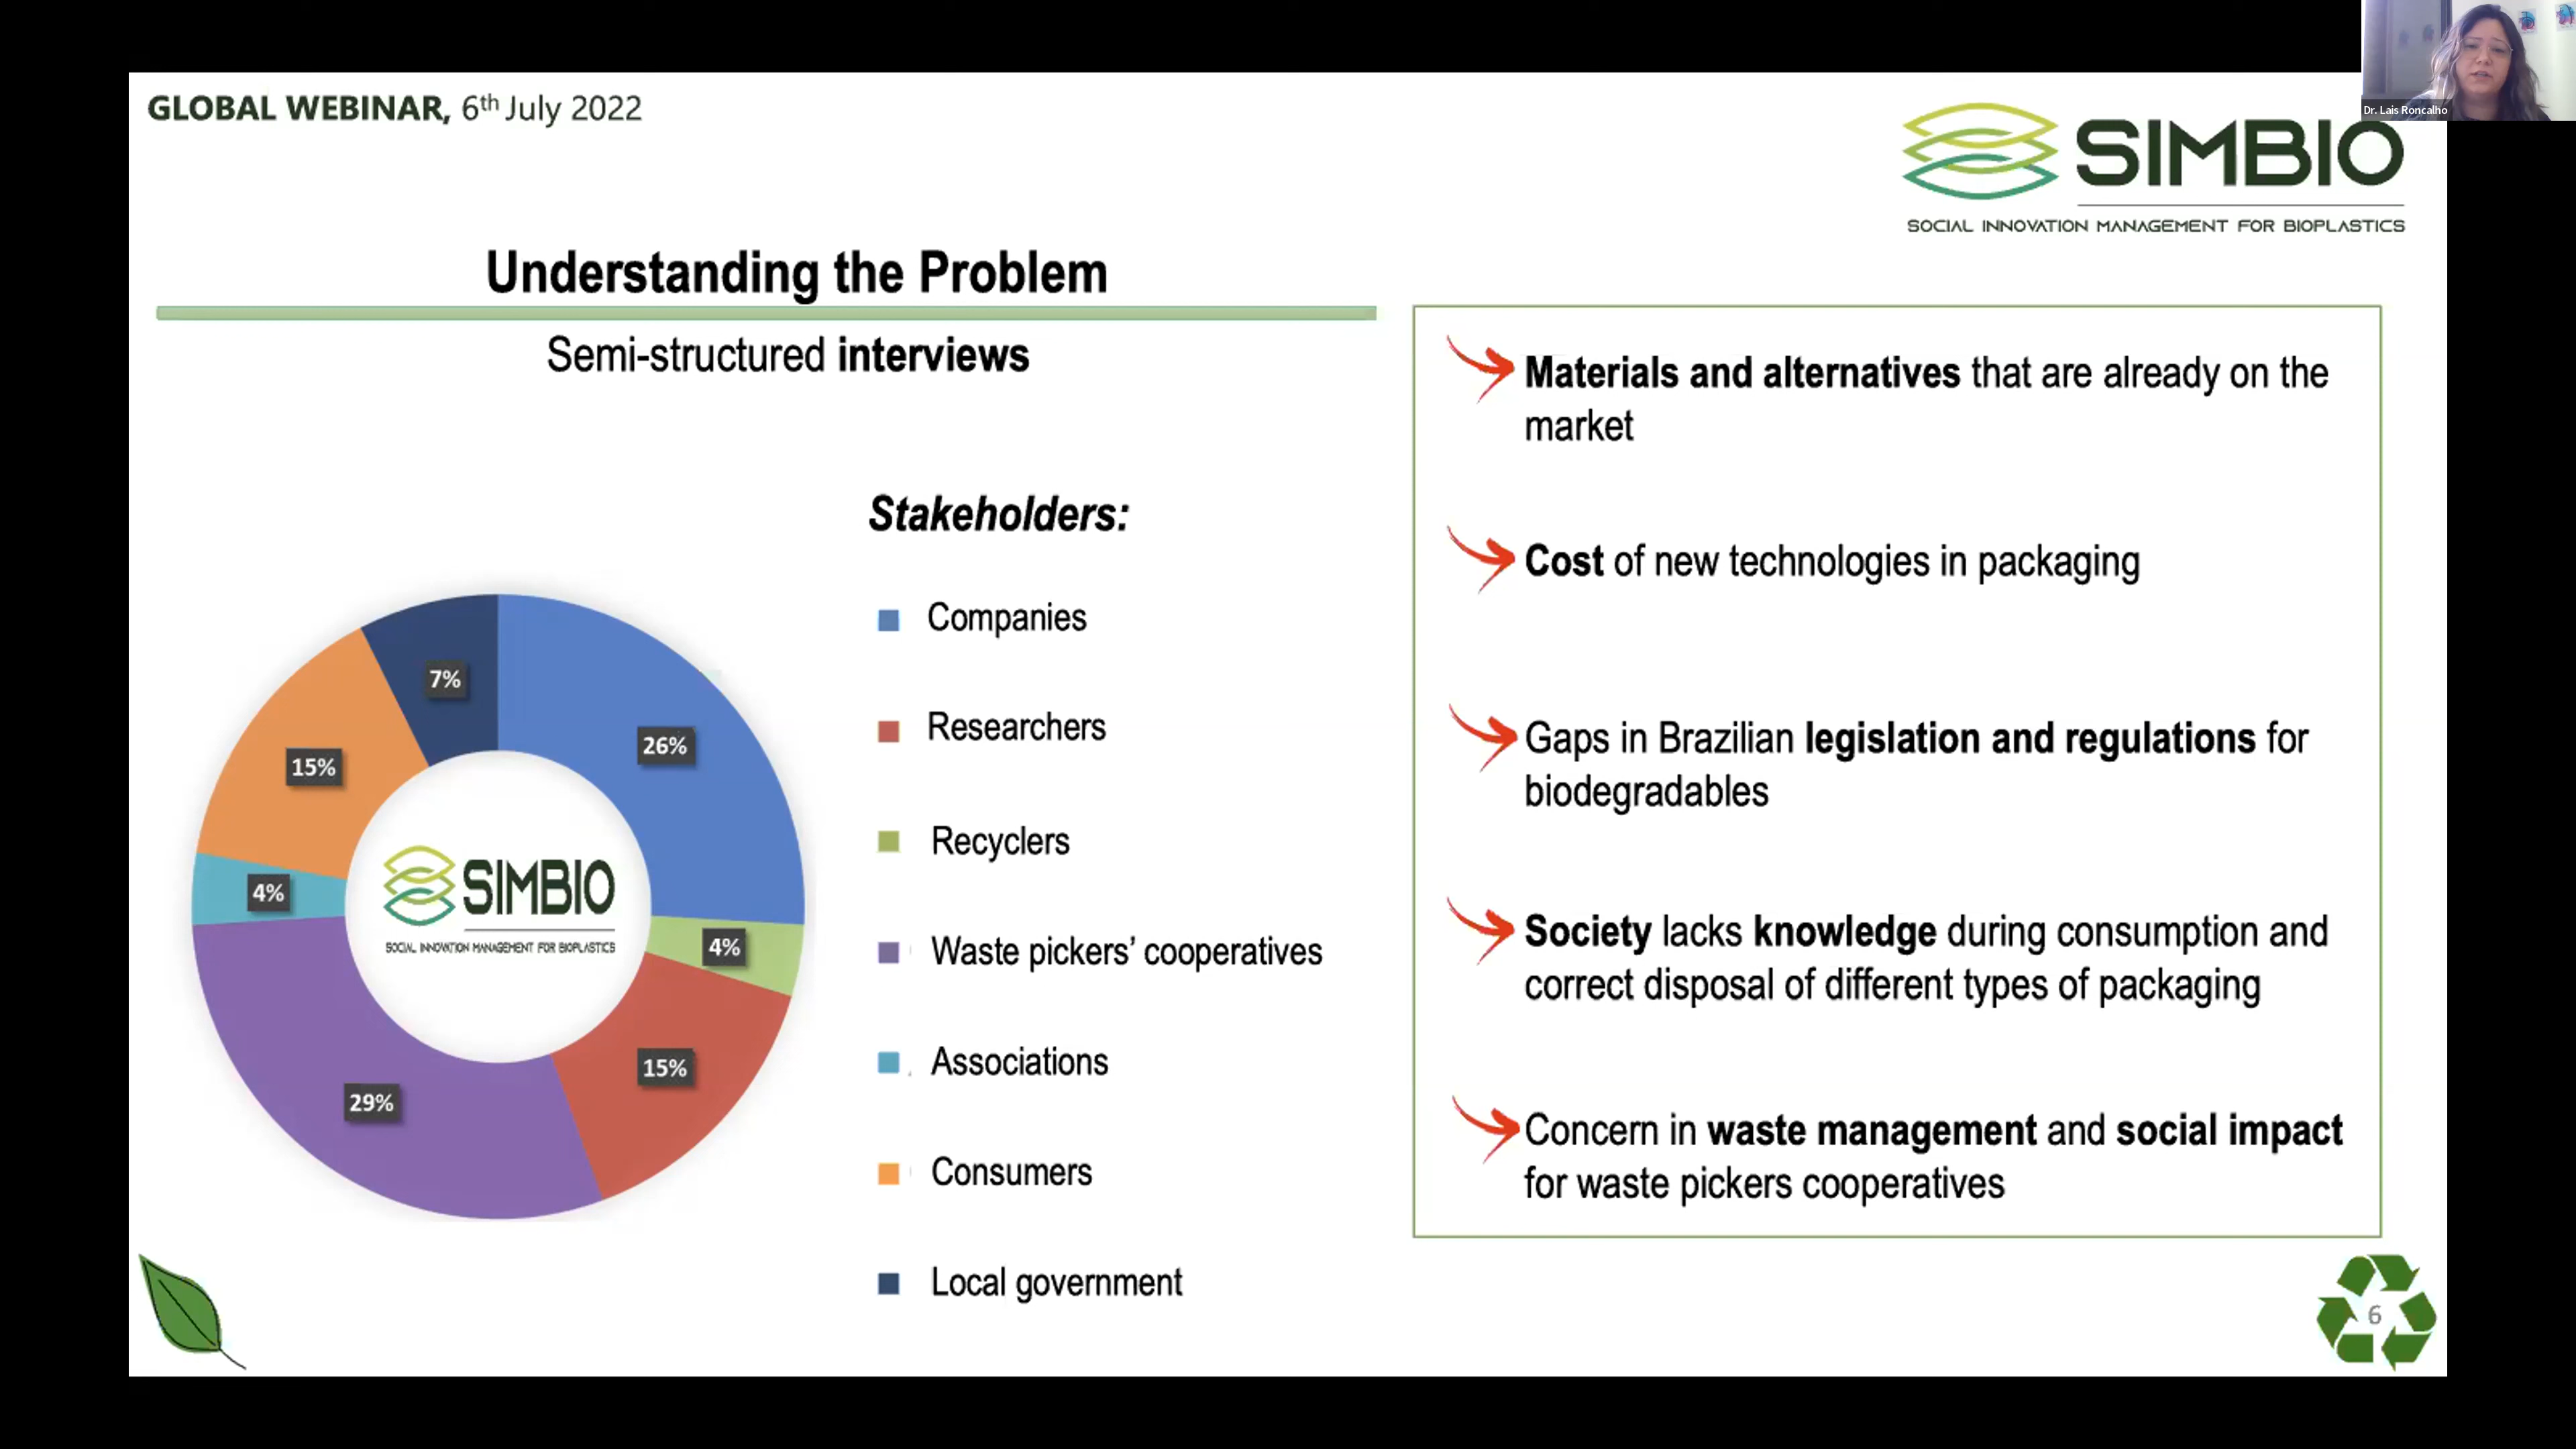 GLOBAL WEBINAR, 6th July 2022
Dr. Lais Roncalho
SIMBIO
SOCIAL INNOVATION MANAGEMENT FOR BIOPLASTICS
Understanding the Problem
Semi-structured interviews
Stakeholders:
Companies
Researchers
Recyclers
Waste pickers’ cooperatives
Associations
Consumers
Local government
7%
26%
15%
4%
4%
15%
29%
SIMBIO
SOCIAL INNOVATION MANAGEMENT FOR BIOPLASTICS
Materials and alternatives that are already on the
market
Cost of new technologies in packaging
Gaps in Brazilian legislation and regulations for
biodegradables
Society lacks knowledge during consumption and
correct disposal of different types of packaging
Concern in waste management and social impact
for waste pickers cooperatives
6